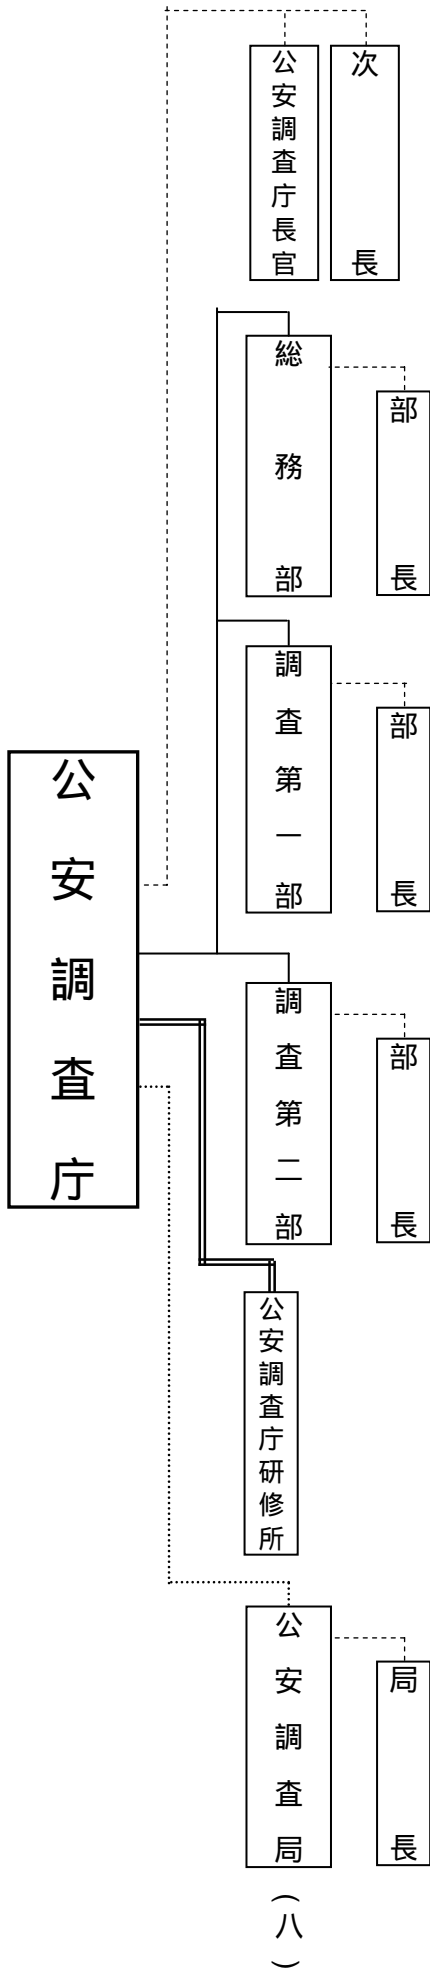 公安調査庁
公安調査庁長官
次長
総務部
部長
調査第一部
部長
調査第二部
部長
公安調査庁研修所
公安調査局（八）
局長